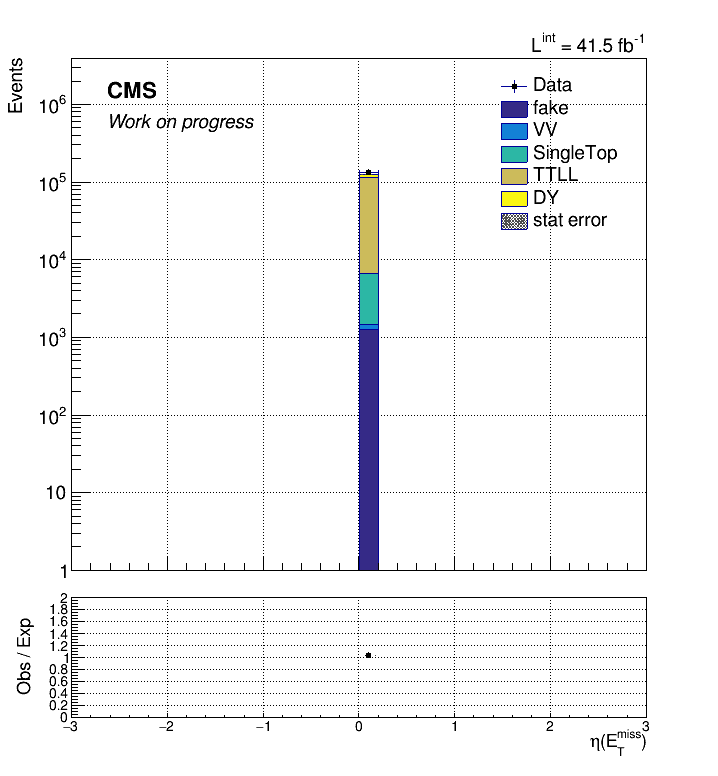 L^int = 41.5 fb^-1
Events
CMS
Work on progress
Data
fake
VV
SingleTop
TTLL
DY
stat error
10^6
10^5
10^4
10^3
10^2
10
1
Obs / Exp
2
1.8
1.6
1.4
1.2
1
0.8
0.6
0.4
0.2
0
−3 −2 −1 0 1 2 3
η(E_T^miss)